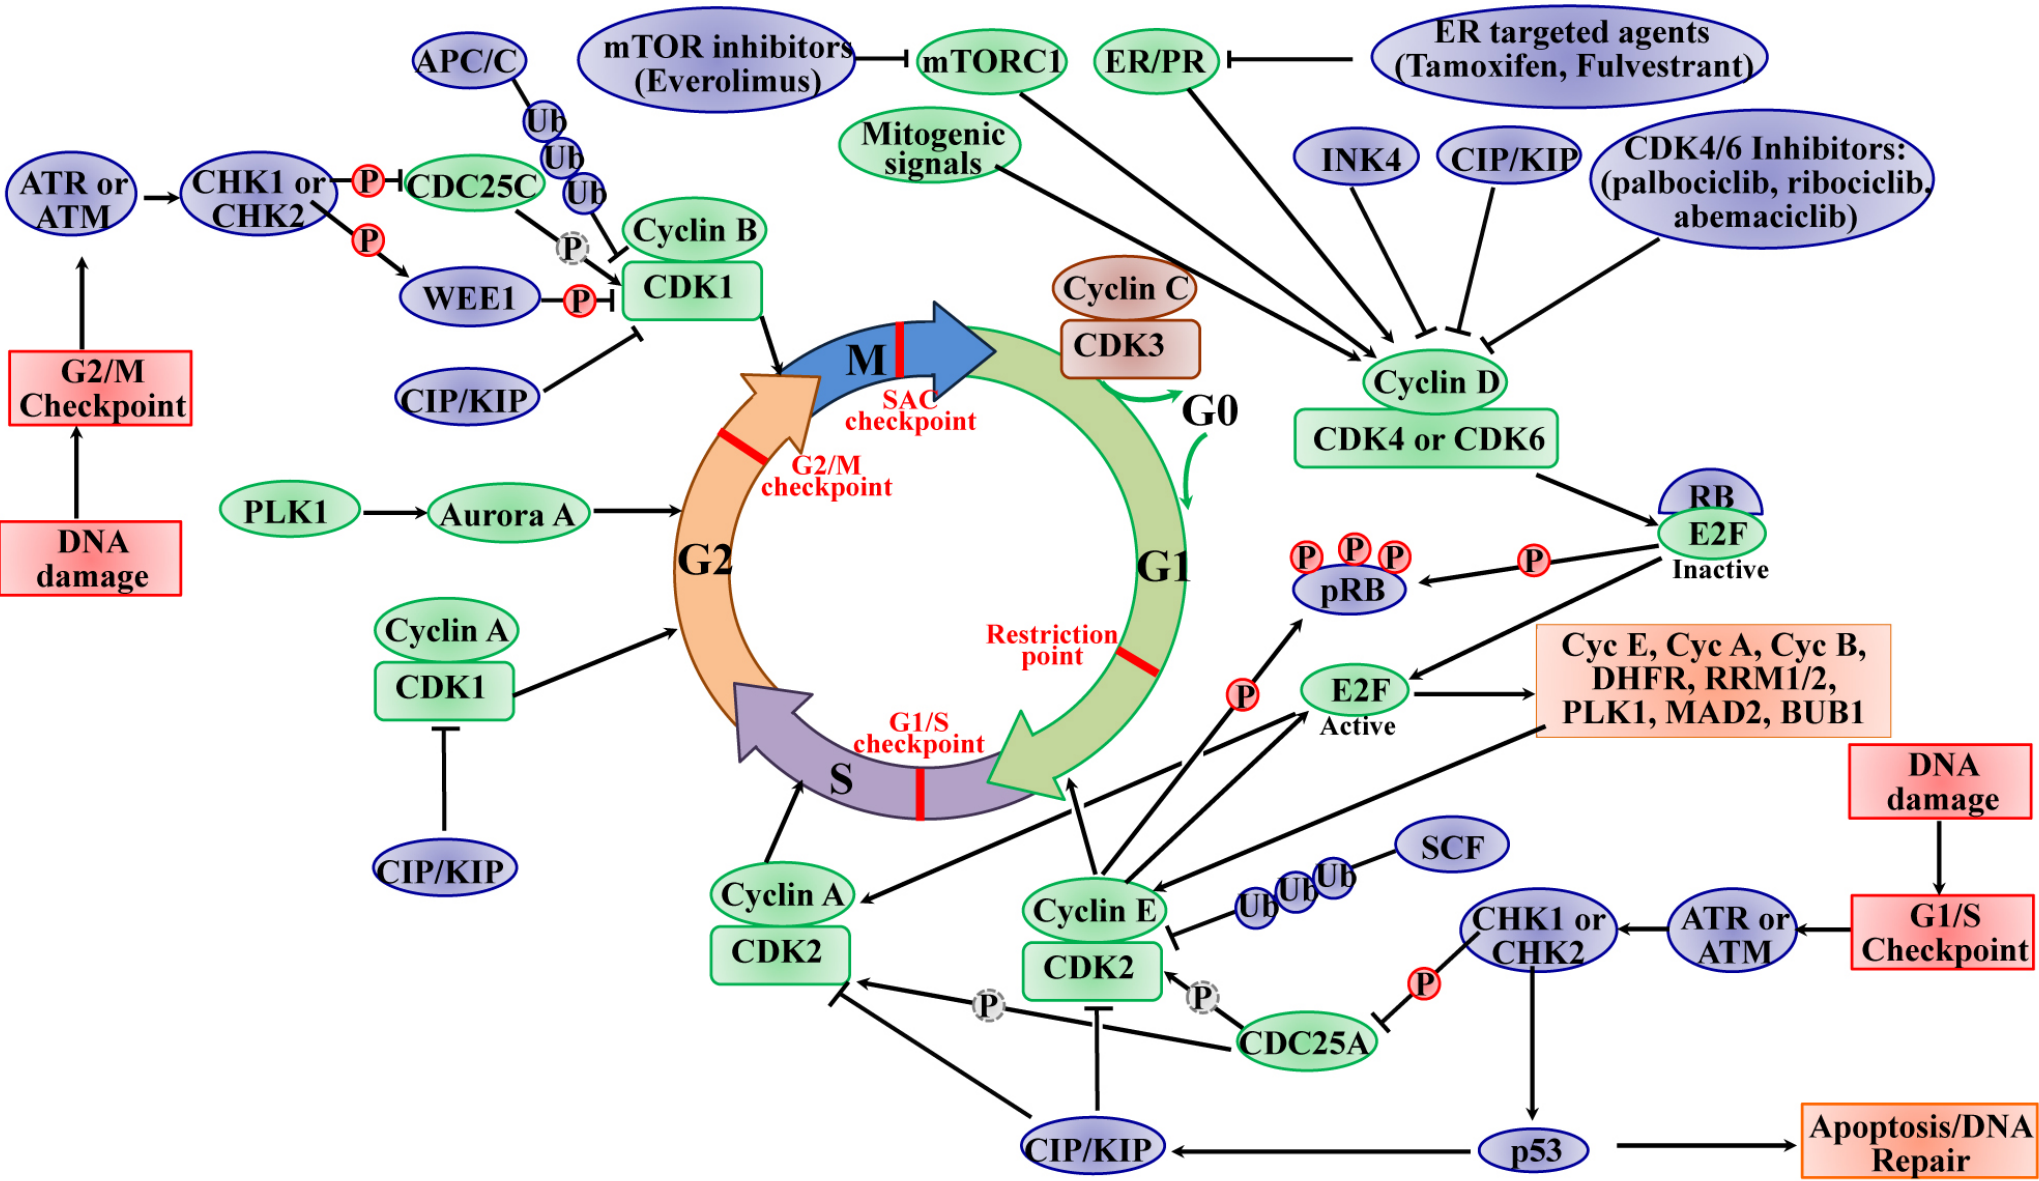 APC/C
Ub
Ub
Ub
mTOR inhibitors
(Everolimus)
mTORC1
ER/PR
ER targeted agents
(Tamoxifen, Fulvestrant)
Mitogenic
signals
INK4
CIP/KIP
CDK4/6 Inhibitors:
(palbociclib, ribociclib,
abemaciclib)
ATR or
ATM
CHK1 or
CHK2
P
CDC25C
P
P
WEE1
P
Cyclin B
CDK1
CIP/KIP
G2/M
Checkpoint
DNA
damage
Cyclin C
CDK3
G0
Cyclin D
CDK4 or CDK6
M
SAC
checkpoint
G2/M
checkpoint
PLK1
Aurora A
G2
G1
RB
E2F
Inactive
P
P
P
P
pRB
Restriction
point
Cyclin A
CDK1
CIP/KIP
P
E2F
Active
Cyc E, Cyc A, Cyc B,
DHFR, RRM1/2,
PLK1, MAD2, BUB1
G1/S
checkpoint
S
DNA
damage
Cyclin A
CDK2
Cyclin E
CDK2
Ub
Ub
Ub
SCF
CHK1 or
CHK2
ATR or
ATM
G1/S
Checkpoint
P
P
P
CDC25A
CIP/KIP
p53
Apoptosis/DNA
Repair